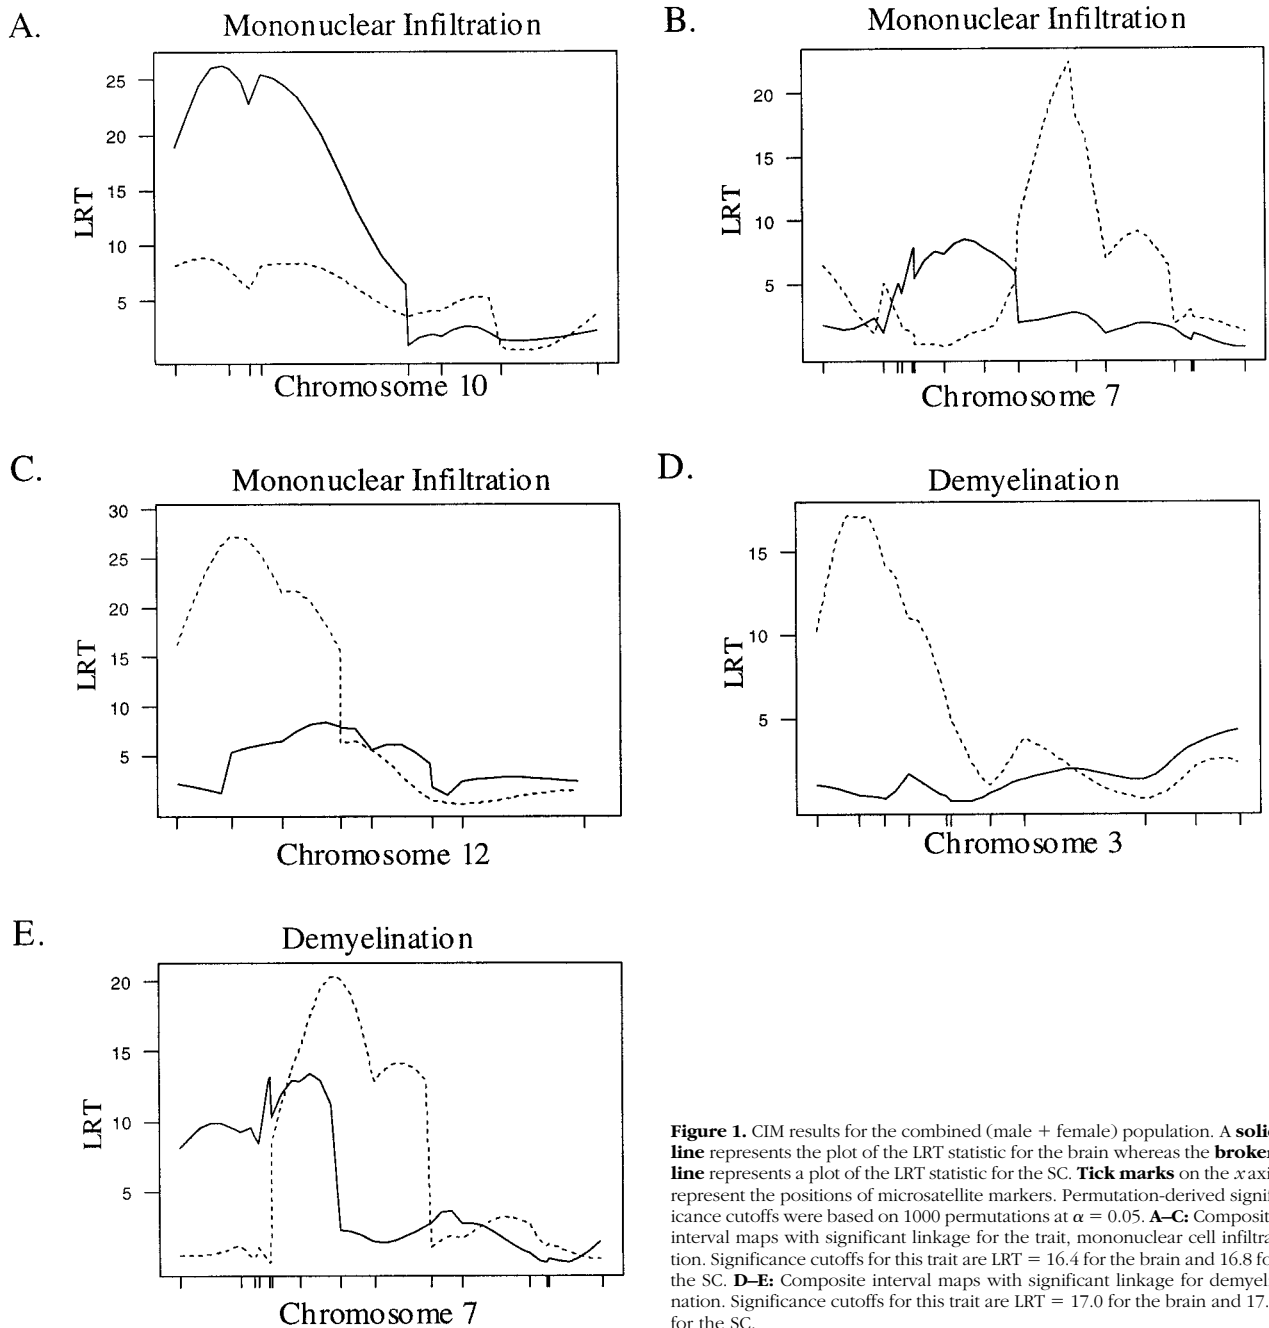 A.
Mononuclear Infiltration
25
20
15
10
5
LRT
Chromosome 10
B.
Mononuclear Infiltration
20
15
10
5
LRT
Chromosome 7
C.
Mononuclear Infiltration
30
25
20
15
10
5
LRT
Chromosome 12
D.
Demyelination
15
10
5
LRT
Chromosome 3
E.
Demyelination
20
15
10
5
LRT
Chromosome 7
Figure 1. CIM results for the combined (male + female) population. A soli
line represents the plot of the LRT statistic for the brain whereas the broke
line represents a plot of the LRT statistic for the SC. Tick marks on the x axi
represent the positions of microsatellite markers. Permutation-derived signif
icance cutoffs were based on 1000 permutations at α = 0.05. A–C: Composit
interval maps with significant linkage for the trait, mononuclear cell infiltra
tion. Significance cutoffs for this trait are LRT = 16.4 for the brain and 16.8 fo
the SC. D–E: Composite interval maps with significant linkage for demyel
nation. Significance cutoffs for this trait are LRT = 17.0 for the brain and 17.
for the SC.